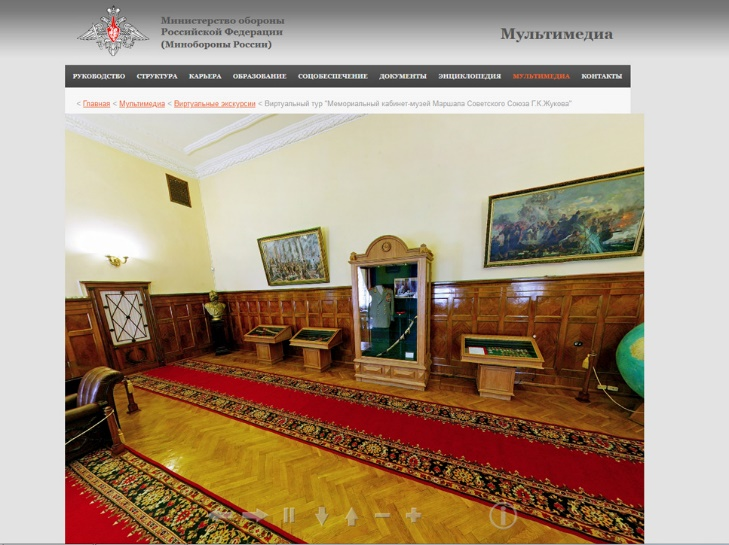 Министерство обороны
Российской Федерации
(Минобороны России)
Мультимедиа
РУКОВОДСТВО СТРУКТУРА КАРЬЕРА ОБРАЗОВАНИЕ СОЦОБЕСПЕЧЕНИЕ ДОКУМЕНТЫ ЭНЦИКЛОПЕДИЯ МУЛЬТИМЕДИА КОНТАКТЫ
< Главная < Мультимедиа < Виртуальные экскурсии < Виртуальный тур "Мемориальный кабинет-музей Маршала Советского Союза Г.К.Жукова"